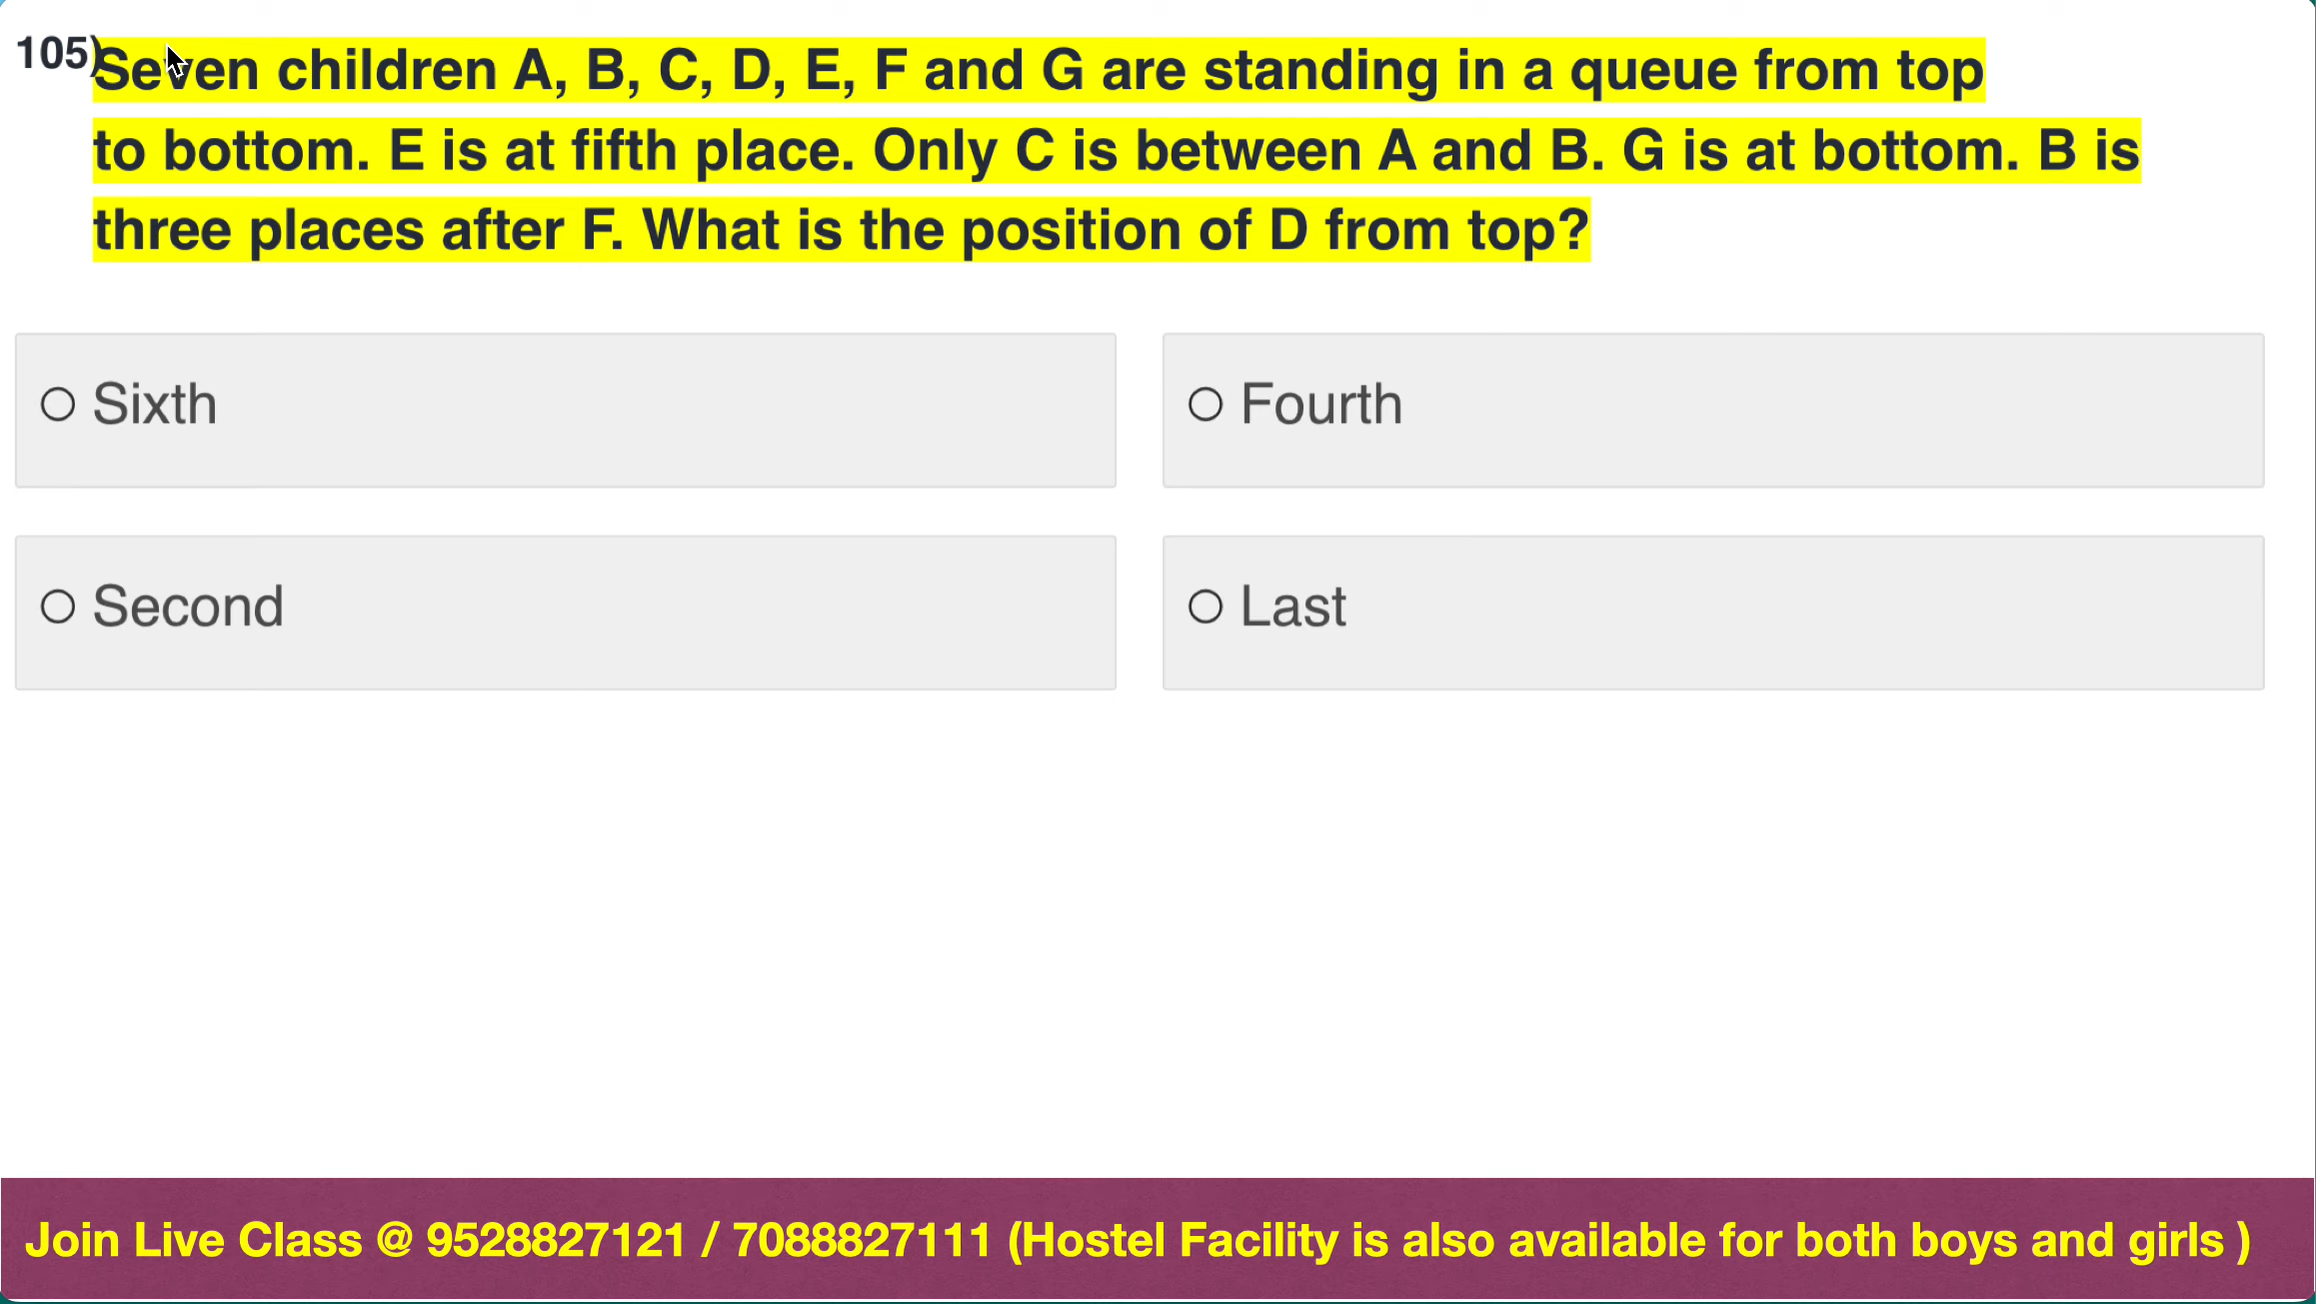 105)Seven children A, B, C, D, E, F and G are standing in a queue from top
to bottom. E is at fifth place. Only C is between A and B. G is at bottom. B is
three places after F. What is the position of D from top?
Sixth
Fourth
Second
Last
Join Live Class @ 9528827121 / 7088827111 (Hostel Facility is also available for both boys and girls )